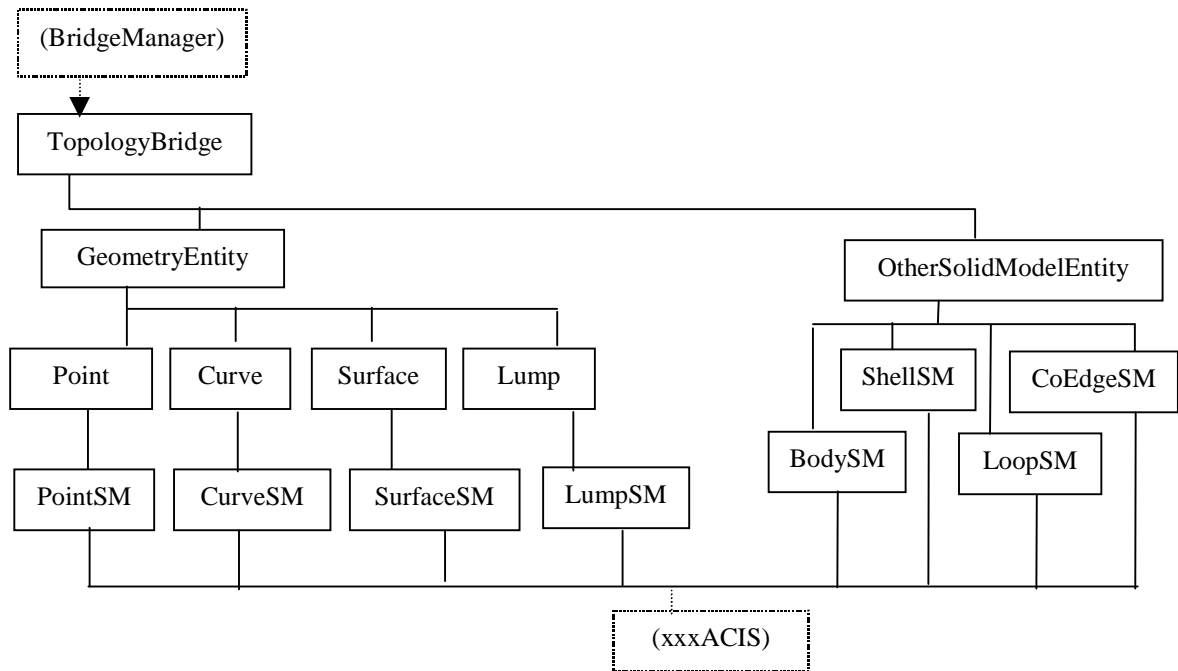 (BridgeManager)
TopologyBridge
GeometryEntity
OtherSolidModelEntity
Point
Curve
Surface
Lump
ShellSM
CoEdgeSM
BodySM
LoopSM
PointSM
CurveSM
SurfaceSM
LumpSM
(xxxACIS)